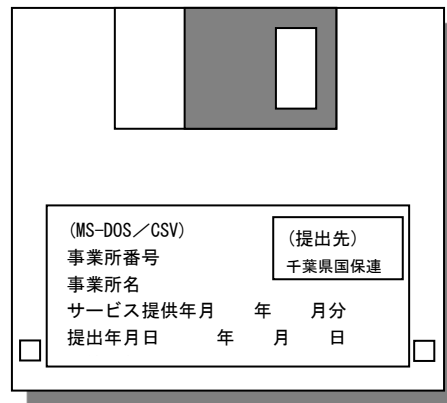 (MS-DOS／CSV)
事業所番号
事業所名
サービス提供年月　　年　　月分
提出年月日　　　年　　月　　日
(提出先)
千葉県国保連